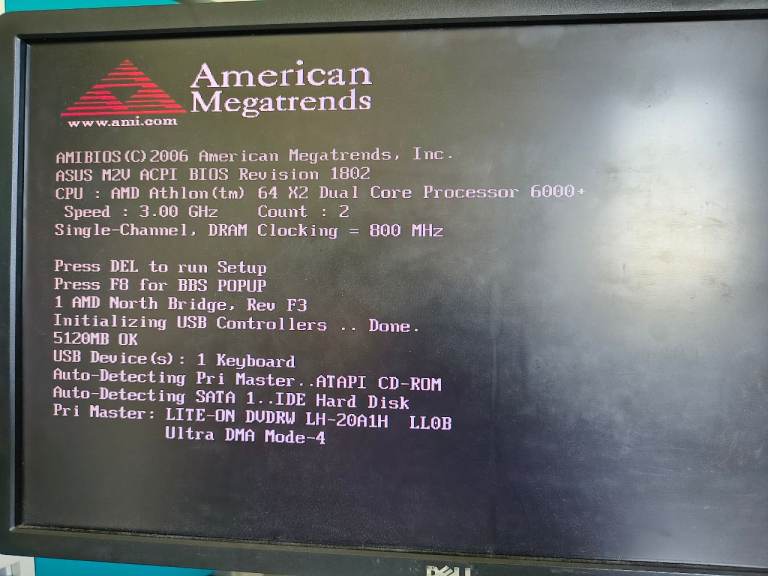 American
Megatrends
www.ami.com
AMIBIOS(C)2006 American Megatrends, Inc.
ASUS M2V ACPI BIOS Revision 1802
CPU : AMD Athlon(tm) 64 X2 Dual Core Processor 6000+
Speed : 3.00 GHz Count : 2
Single-Channel, DRAM Clocking = 800 MHz
Press DEL to run Setup
Press F8 for BBS POPUP
1 AMD North Bridge, Rev F3
Initializing USB Controllers .. Done.
5120MB OK
USB Device(s): 1 Keyboard
Auto-Detecting Pri Master..ATAPI CD-ROM
Auto-Detecting SATA 1..IDE Hard Disk
Pri Master: LITE-ON DVDRW LH-20A1H LL0B
Ultra DMA Mode-4
DELL